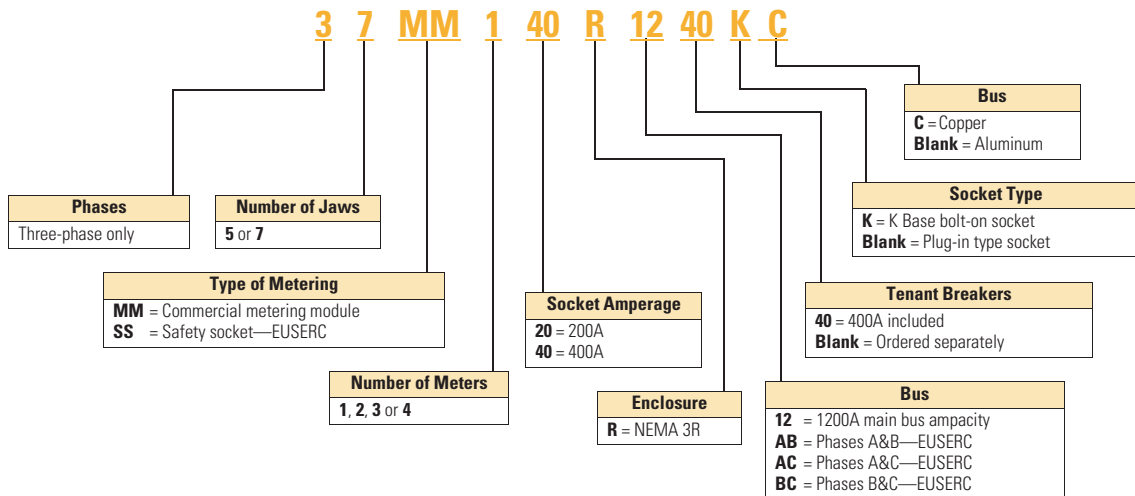 3 7 MM 1 40 R 12 40 K C
Bus
C = Copper
Blank = Aluminum
Phases
Three-phase only
Number of Jaws
5 or 7
Socket Type
K = K Base bolt-on socket
Blank = Plug-in type socket
Type of Metering
MM = Commercial metering module
SS = Safety socket—EUSERC
Socket Amperage
20 = 200A
40 = 400A
Tenant Breakers
40 = 400A included
Blank = Ordered separately
Number of Meters
1, 2, 3 or 4
Enclosure
R = NEMA 3R
Bus
12 = 1200A main bus ampacity
AB = Phases A&B—EUSERC
AC = Phases A&C—EUSERC
BC = Phases B&C—EUSERC